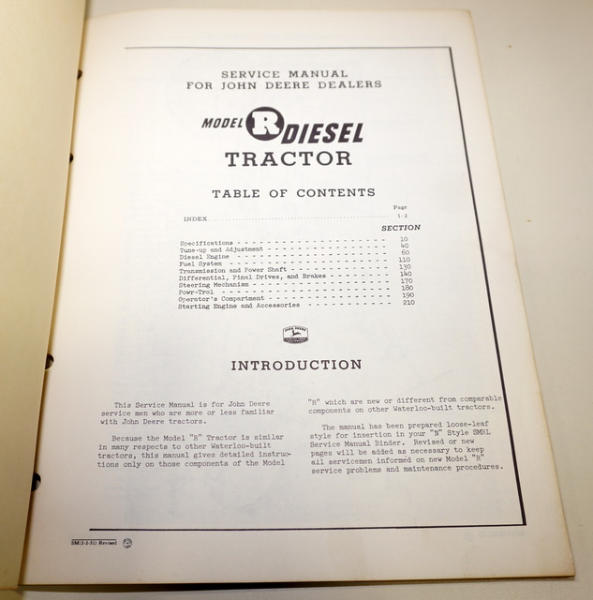 SERVICE MANUAL
FOR JOHN DEERE DEALERS
MODEL R DIESEL
TRACTOR
TABLE OF CONTENTS
Page
INDEX 1-2
SECTION
Specifications - - - - - - - - - - - - - - - - - - - 10
Tune-up and Adjustment - - - - - - - - - - - - - - - 40
Diesel Engine - - - - - - - - - - - - - - - - - - - 60
Fuel System - - - - - - - - - - - - - - - - - - - - 110
Transmission and Power Shaft - - - - - - - - - - - - 130
Differential, Final Drives, and Brakes - - - - - - - 140
Steering Mechanism - - - - - - - - - - - - - - - - - 170
Powr-Trol - - - - - - - - - - - - - - - - - - - - - 180
Operator's Compartment - - - - - - - - - - - - - - - 190
Starting Engine and Accessories - - - - - - - - - - 210
JOHN DEERE
INTRODUCTION
This Service Manual is for John Deere
service men who are more or less familiar
with John Deere tractors.
Because the Model "R" Tractor is similar
in many respects to other Waterloo-built
tractors, this manual gives detailed instruc-
tions only on those components of the Model
"R" which are new or different from comparable
components on other Waterloo-built tractors.
The manual has been prepared loose-leaf
style for insertion in your "N" Style SM&L
Service Manual Binder. Revised or new
pages will be added as necessary to keep
all servicemen informed on new Model "R"
service problems and maintenance procedures.
Revised